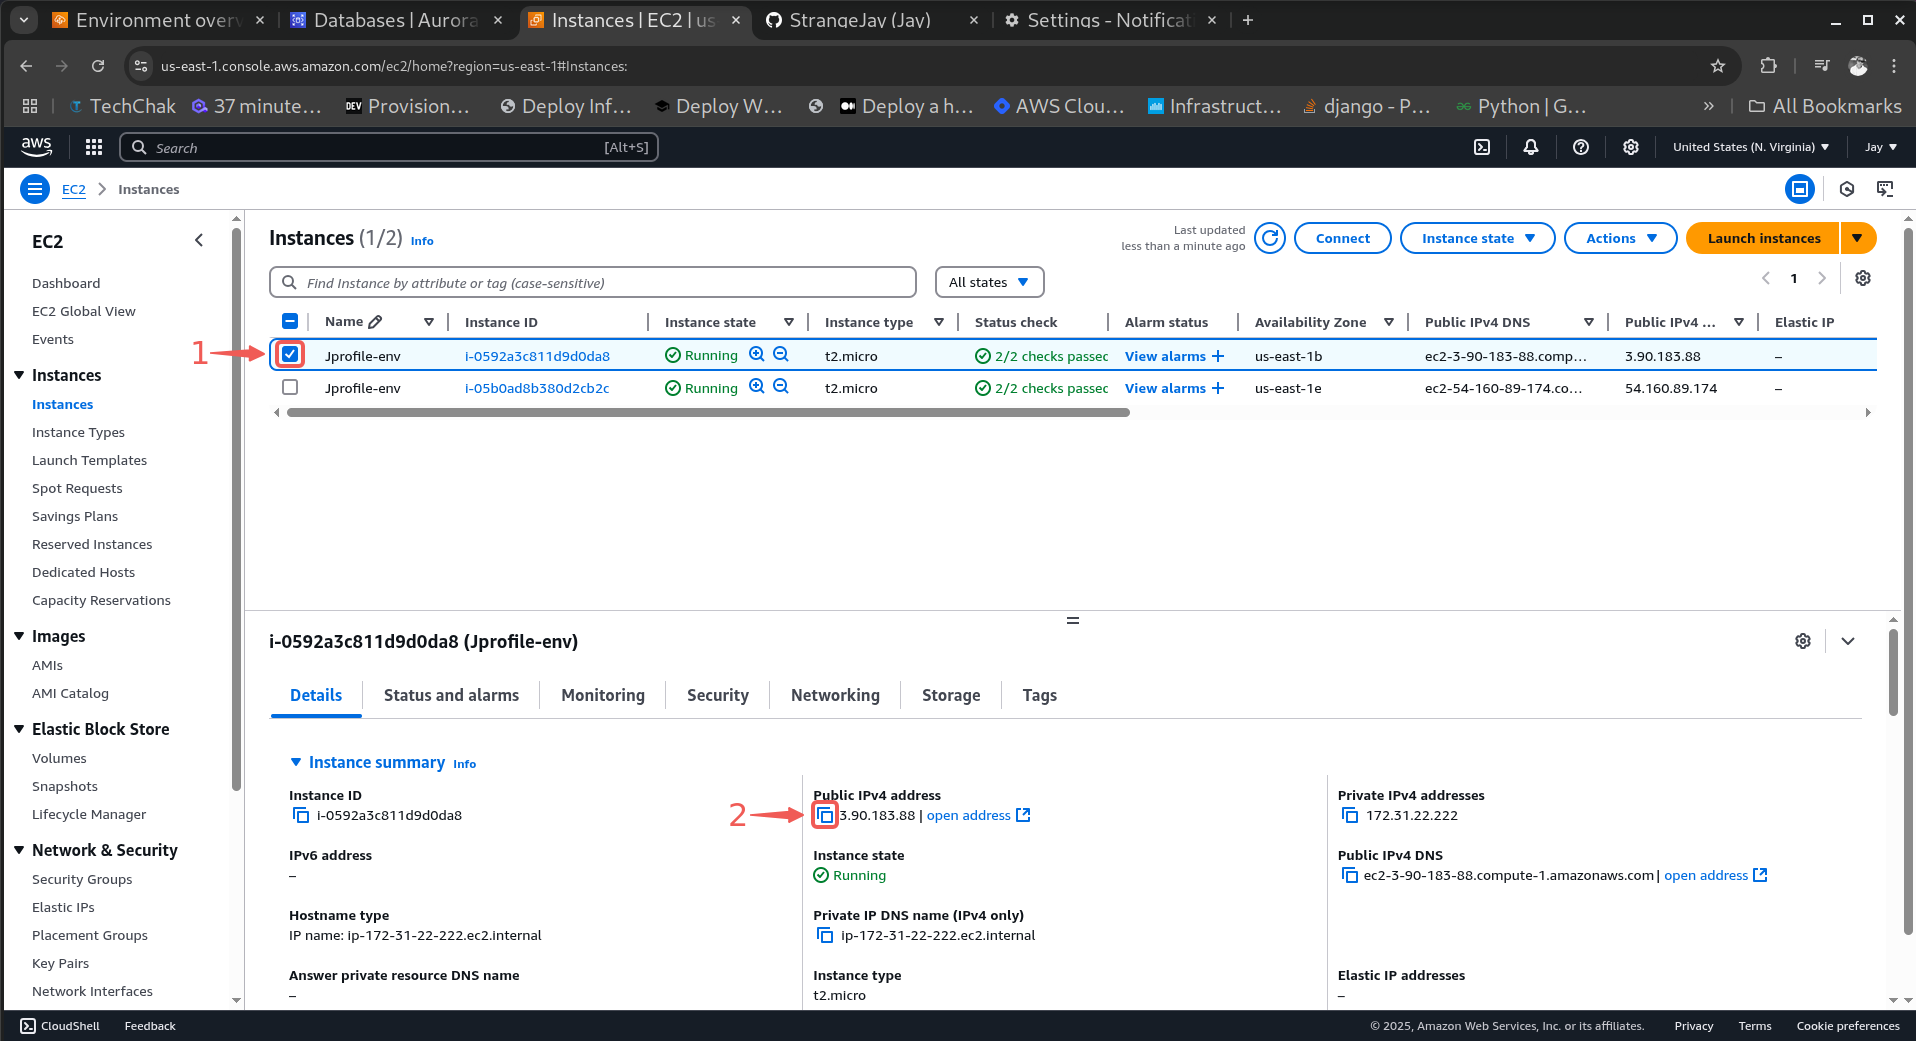 Environment over
Databases | Aurora
Instances | EC2 | us
StrangeJay (Jay)
Settings - Notificat
us-east-1.console.aws.amazon.com/ec2/home?region=us-east-1#Instances:
TechChak
37 minute...
DEV Provision...
Deploy Inf...
Deploy W...
Deploy a h...
AWS Clou...
Infrastruct...
django - P...
Python | G...
»
All Bookmarks
aws
Search [Alt+S]
United States (N. Virginia)
Jay
EC2 > Instances
EC2
Dashboard
EC2 Global View
Events
Instances
Instances
Instance Types
Launch Templates
Spot Requests
Savings Plans
Reserved Instances
Dedicated Hosts
Capacity Reservations
Images
AMIs
AMI Catalog
Elastic Block Store
Volumes
Snapshots
Lifecycle Manager
Network & Security
Security Groups
Elastic IPs
Placement Groups
Key Pairs
Network Interfaces
Instances (1/2) Info
Last updated
less than a minute ago
Connect
Instance state
Actions
Launch instances
Find Instance by attribute or tag (case-sensitive)
All states
1
Name Instance ID Instance state Instance type Status check Alarm status Availability Zone Public IPv4 DNS Public IPv4 ... Elastic IP
1
Jprofile-env i-0592a3c811d9d0da8 Running t2.micro 2/2 checks passec View alarms + us-east-1b ec2-3-90-183-88.comp... 3.90.183.88 –
Jprofile-env i-05b0ad8b380d2cb2c Running t2.micro 2/2 checks passec View alarms + us-east-1e ec2-54-160-89-174.co... 54.160.89.174 –
i-0592a3c811d9d0da8 (Jprofile-env)
Details
Status and alarms
Monitoring
Security
Networking
Storage
Tags
Instance summary Info
Instance ID
i-0592a3c811d9d0da8
2
Public IPv4 address
3.90.183.88 | open address
Private IPv4 addresses
172.31.22.222
IPv6 address
–
Instance state
Running
Public IPv4 DNS
ec2-3-90-183-88.compute-1.amazonaws.com | open address
Hostname type
IP name: ip-172-31-22-222.ec2.internal
Private IP DNS name (IPv4 only)
ip-172-31-22-222.ec2.internal
Answer private resource DNS name
–
Instance type
t2.micro
Elastic IP addresses
–
CloudShell
Feedback
© 2025, Amazon Web Services, Inc. or its affiliates.
Privacy
Terms
Cookie preferences